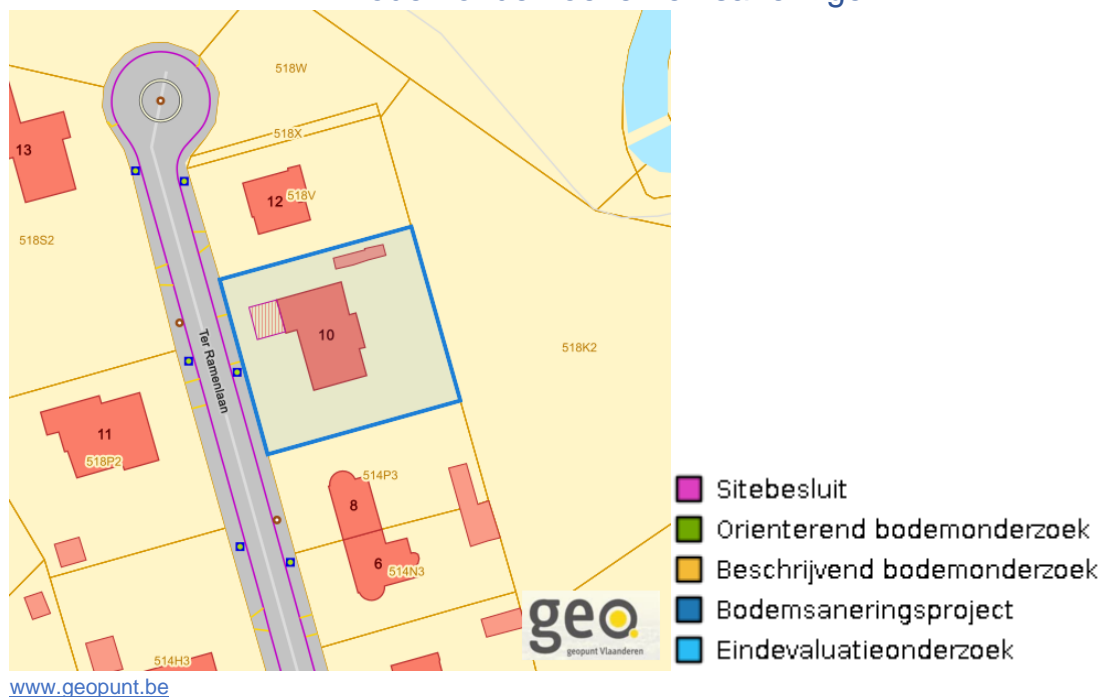 518W
518X
13
12 518V
518S2
10
Ter Ramenlaan
518K2
11
518P2
514P3
8
6
514N3
514H3
geo.
geopunt Vlaanderen
Sitebesluit
Orienterend bodemonderzoek
Beschrijvend bodemonderzoek
Bodemsaneringsproject
Eindevaluatieonderzoek
www.geopunt.be